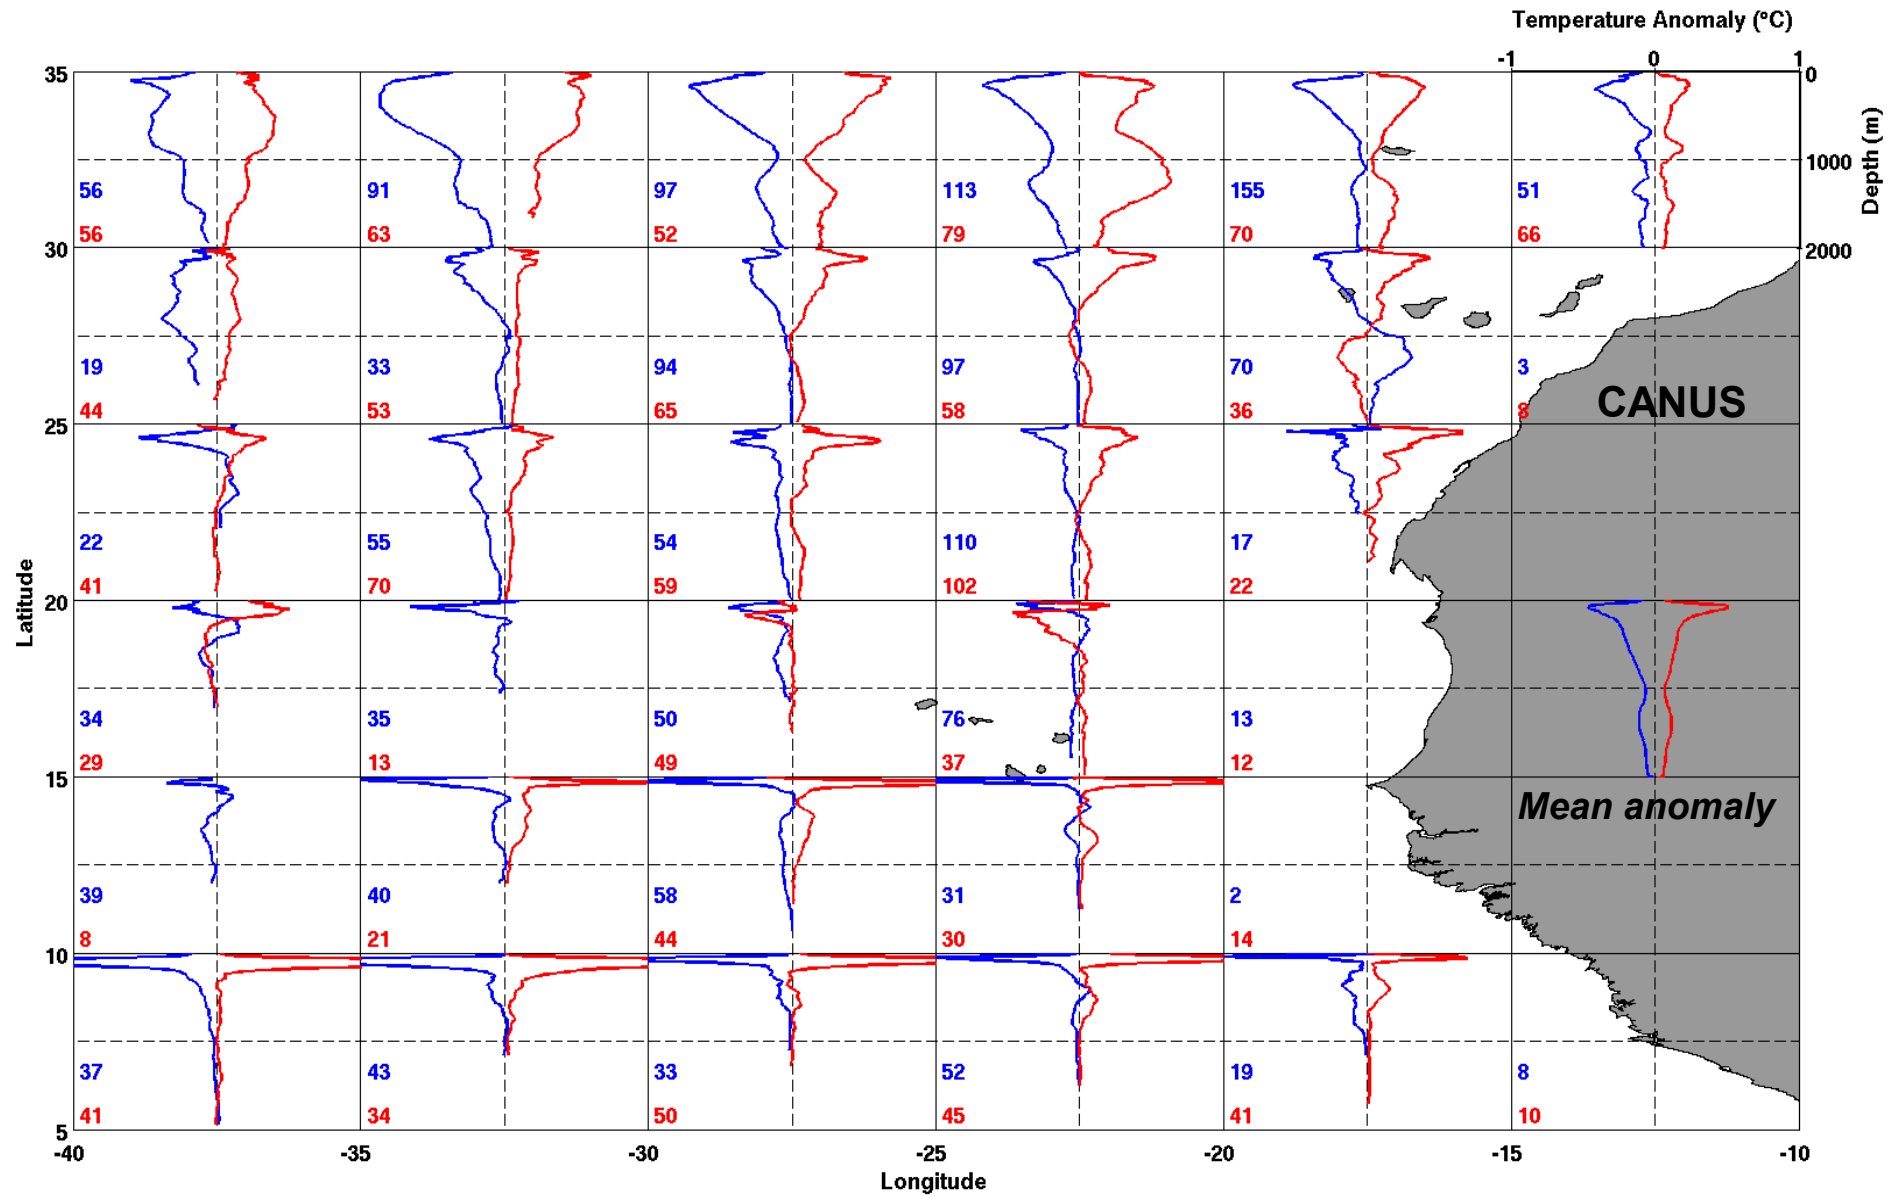 Temperature Anomaly (°C)
-1 0 1
35 0
56 91 97 113 155 51
1000
Depth (m)
56 63 52 79 70 66
30 2000
19 33 94 97 70 3
44 53 65 58 36 8
CANUS
25
22 55 54 110 17
41 70 59 102 22
20
Latitude
34 35 50 76 13
29 13 49 37 12
15
Mean anomaly
39 40 58 31 2
8 21 44 30 14
10
37 43 33 52 19 8
41 34 50 45 41 10
5
-40 -35 -30 -25 -20 -15 -10
Longitude